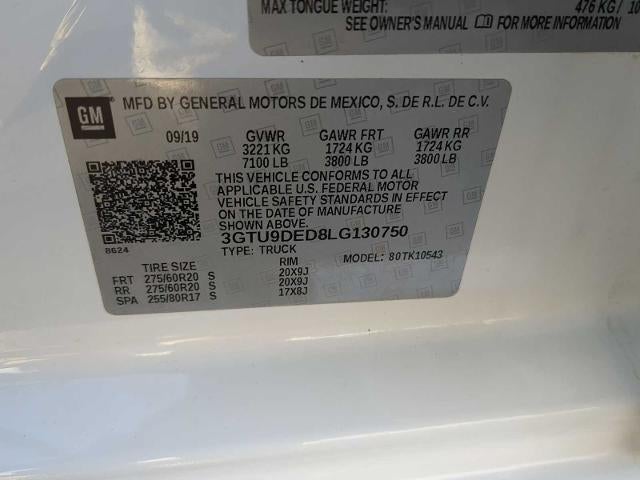 MAX TONGUE WEIGHT: 476 KG / 10
SEE OWNER'S MANUAL FOR MORE INFORMATION
GM
MFD BY GENERAL MOTORS DE MEXICO, S. DE R.L. DE C.V.
09/19 GVWR GAWR FRT GAWR RR
3221 KG 1724 KG 1724 KG
7100 LB 3800 LB 3800 LB
THIS VEHICLE CONFORMS TO ALL
APPLICABLE U.S. FEDERAL MOTOR
VEHICLE SAFETY STANDARDS IN
EFFECT ON THE DATE OF MANUFACTURE
SHOWN ABOVE.
3GTU9DED8LG130750
8624
TYPE: TRUCK MODEL: 80TK10543
TIRE SIZE RIM
FRT 275/60R20 S 20X9J
RR 275/60R20 S 20X9J
SPA 255/80R17 S 17X8J